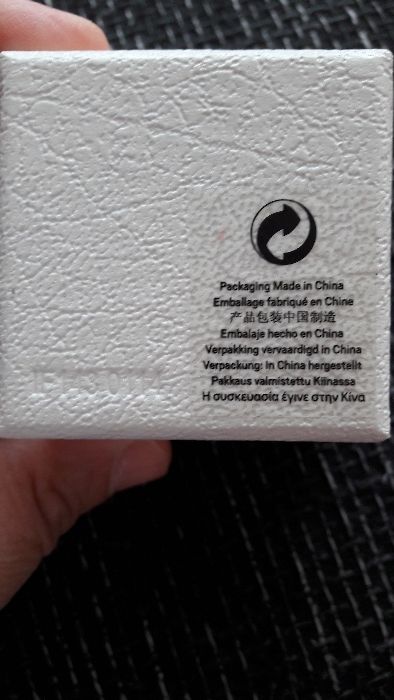 Packaging Made in China
Emballage fabriqué en Chine
产品包装中国制造
Embalaje hecho en China
Verpakking vervaardigd in China
Verpackung: In China hergestellt
Pakkaus valmistettu Kiinassa
Η συσκευασία έγινε στην Κίνα